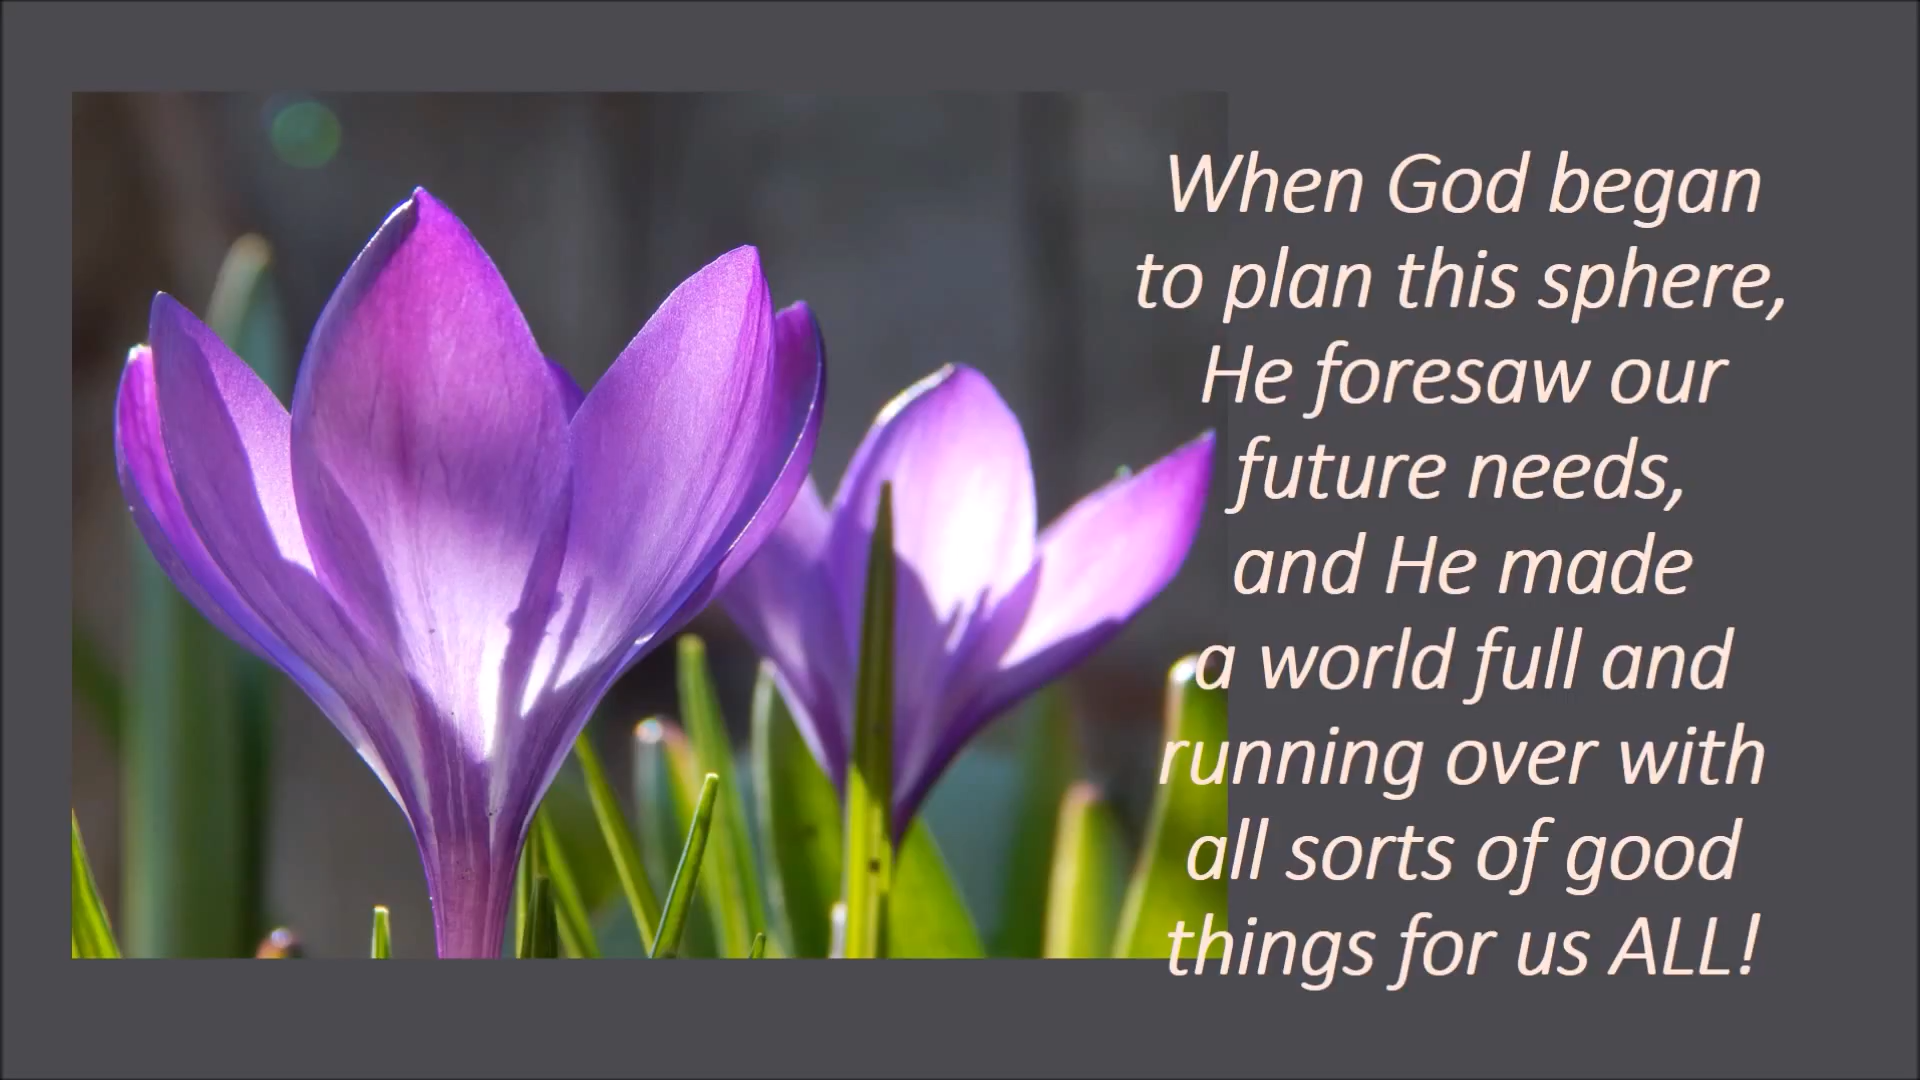 When God began
to plan this sphere,
He foresaw our
future needs,
and He made
a world full and
running over with
all sorts of good
things for us ALL!